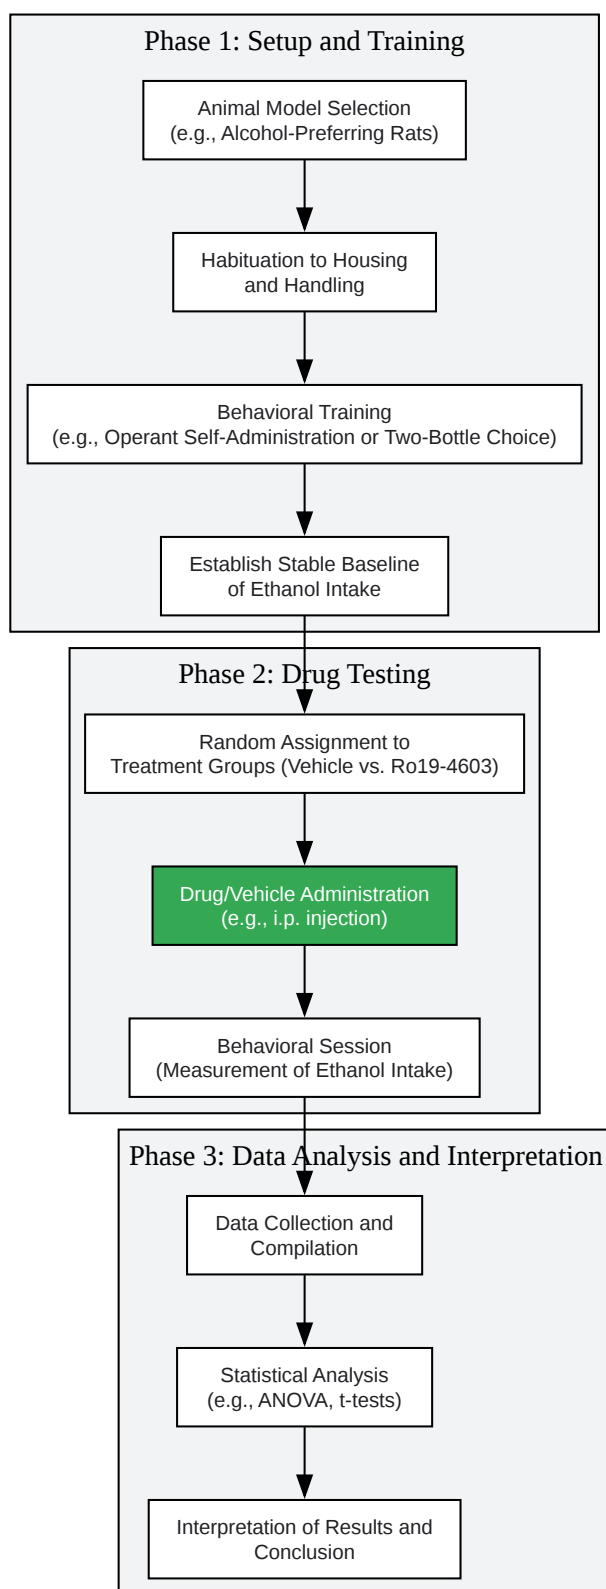 Phase 1: Setup and Training
Animal Model Selection
(e.g., Alcohol-Preferring Rats)
Habituation to Housing
and Handling
Behavioral Training
(e.g., Operant Self-Administration or Two-Bottle Choice)
Establish Stable Baseline
of Ethanol Intake
Phase 2: Drug Testing
Random Assignment to
Treatment Groups (Vehicle vs. Ro19-4603)
Drug/Vehicle Administration
(e.g., i.p. injection)
Behavioral Session
(Measurement of Ethanol Intake)
Phase 3: Data Analysis and Interpretation
Data Collection and
Compilation
Statistical Analysis
(e.g., ANOVA, t-tests)
Interpretation of Results and
Conclusion